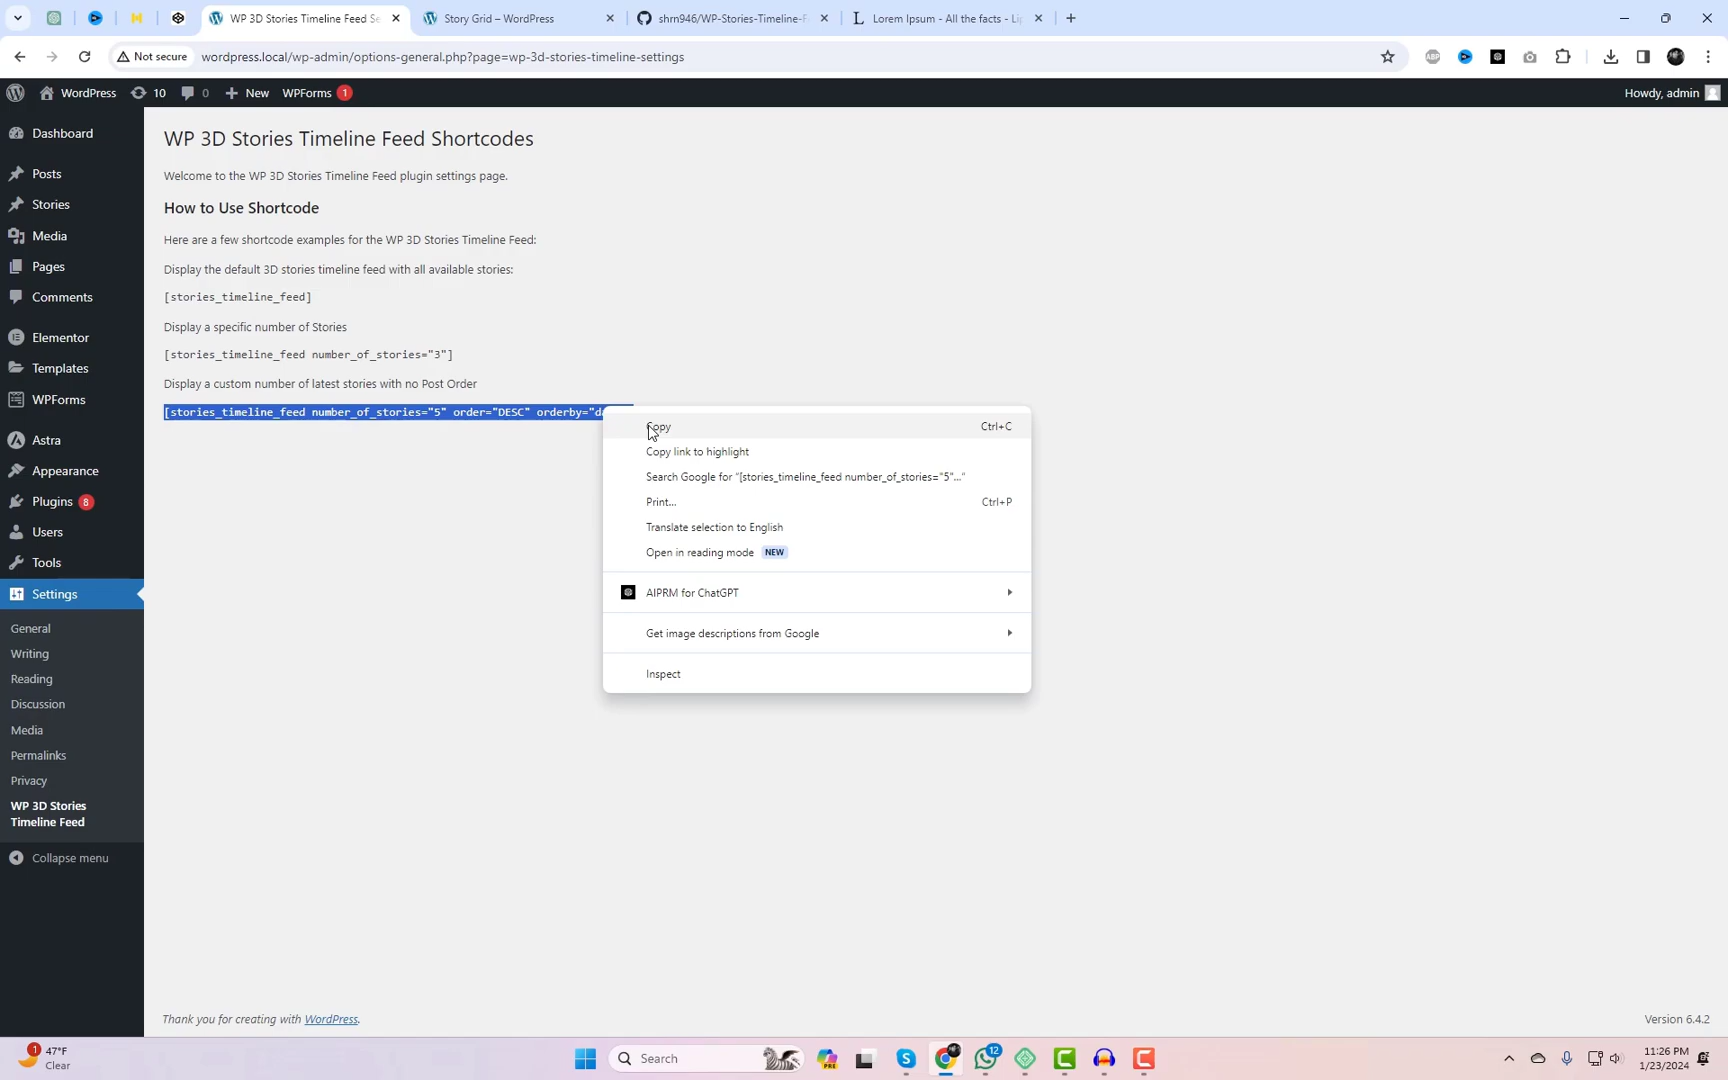 WP 3D Stories Timeline Feed Se
Story Grid – WordPress
shrn946/WP-Stories-Timeline-F
Lorem Ipsum - All the facts - Li
Not secure
wordpress.local/wp-admin/options-general.php?page=wp-3d-stories-timeline-settings
ABP
WordPress
10
0
New
WPForms
1
Howdy, admin
Dashboard
Posts
Stories
Media
Pages
Comments
Elementor
Templates
WPForms
Astra
Appearance
Plugins
8
Users
Tools
Settings
General
Writing
Reading
Discussion
Media
Permalinks
Privacy
WP 3D Stories
Timeline Feed
Collapse menu
WP 3D Stories Timeline Feed Shortcodes
Welcome to the WP 3D Stories Timeline Feed plugin settings page.
How to Use Shortcode
Here are a few shortcode examples for the WP 3D Stories Timeline Feed:
Display the default 3D stories timeline feed with all available stories:
[stories_timeline_feed]
Display a specific number of Stories
[stories_timeline_feed number_of_stories="3"]
Display a custom number of latest stories with no Post Order
[stories_timeline_feed number_of_stories="5" order="DESC" orderby="da
Copy
Ctrl+C
Copy link to highlight
Search Google for “[stories_timeline_feed number_of_stories="5"...”
Print...
Ctrl+P
Translate selection to English
Open in reading mode
NEW
AIPRM for ChatGPT
Get image descriptions from Google
Inspect
Thank you for creating with WordPress.
Version 6.4.2
1
47°F
Clear
Search
PRE
12
11:26 PM
1/23/2024